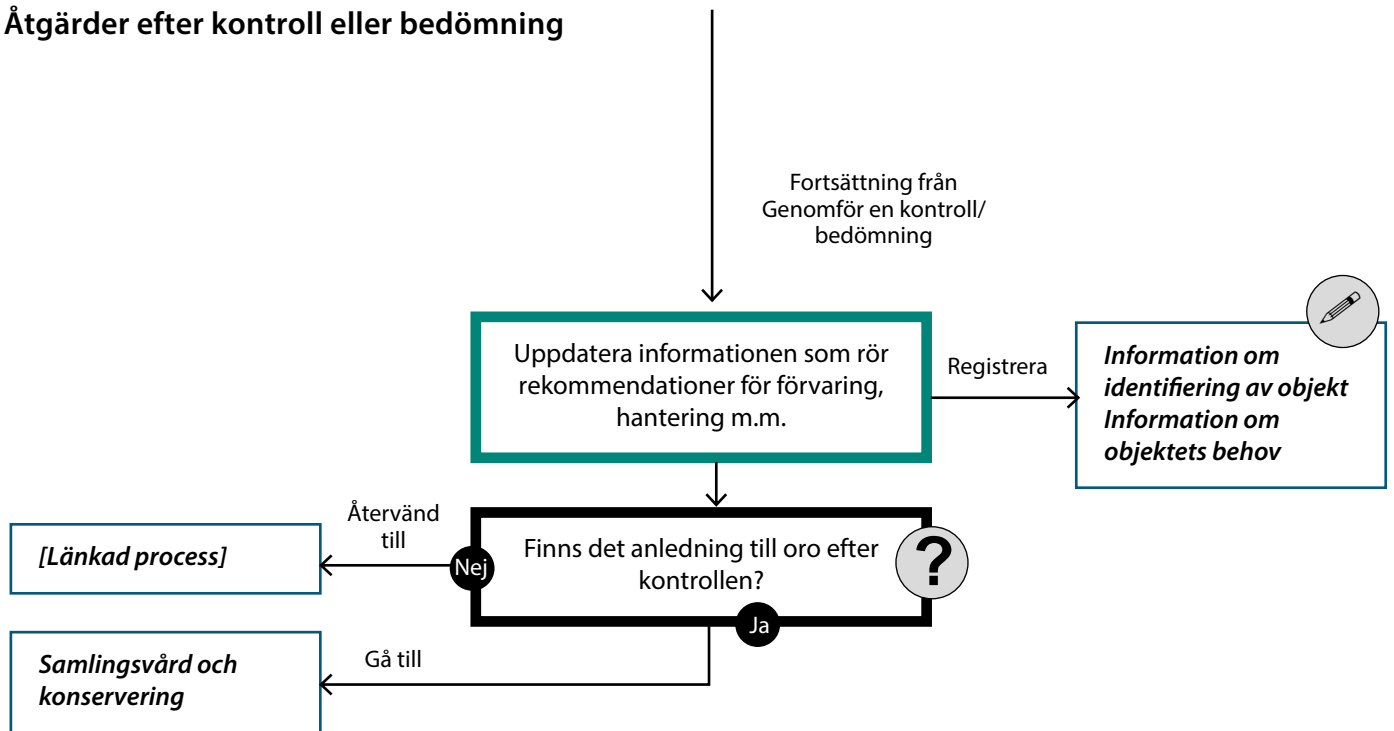 Åtgärder efter kontroll eller bedömning
Fortsättning från
Genomför en kontroll/
bedömning
Uppdatera informationen som rör
rekommendationer för förvaring,
hantering m.m.
Registrera
Information om
identifiering av objekt
Information om
objektets behov
Återvänd
till
[Länkad process]
Nej
Finns det anledning till oro efter
kontrollen?
?
Ja
Gå till
Samlingsvård och
konservering